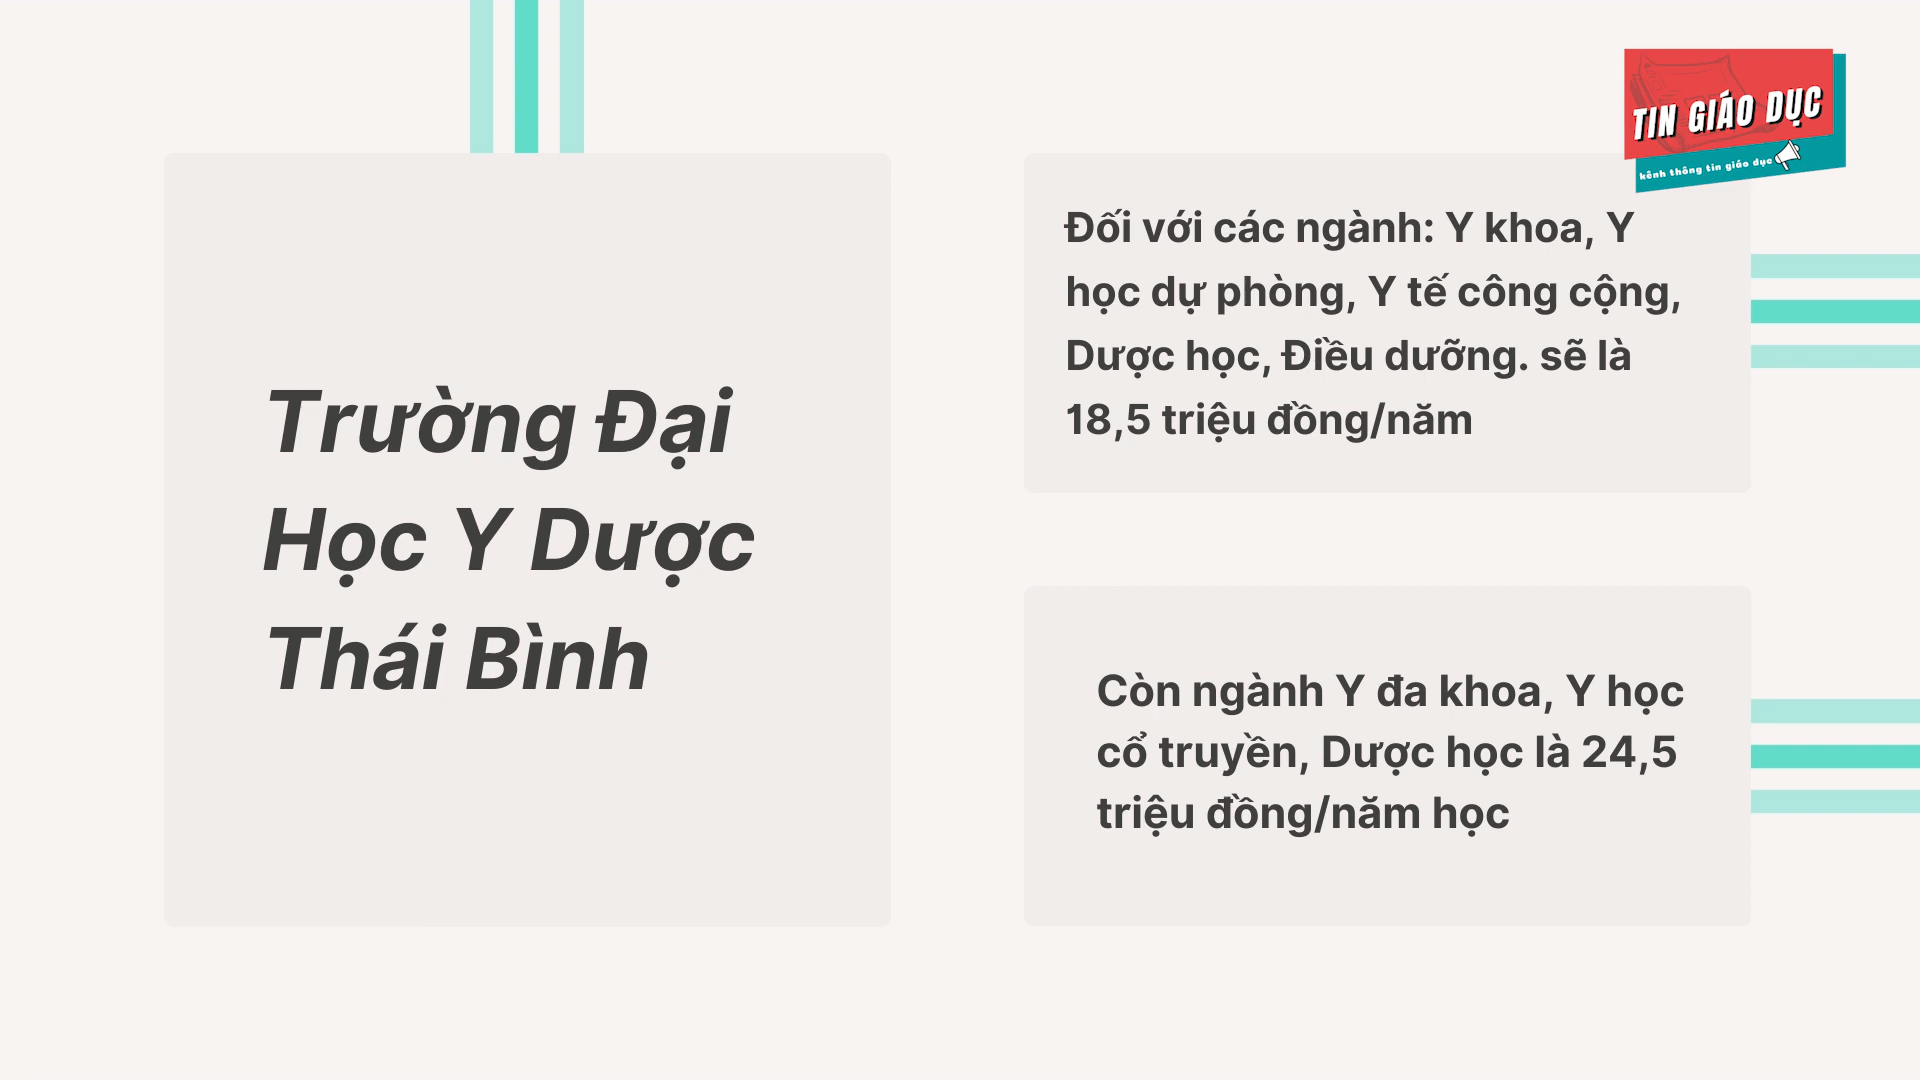 Trường Đại
Học Y Dược
Thái Bình
TIN GIÁO DỤC
kênh thông tin giáo dục
Đối với các ngành: Y khoa, Y
học dự phòng, Y tế công cộng,
Dược học, Điều dưỡng. sẽ là
18,5 triệu đồng/năm
Còn ngành Y đa khoa, Y học
cổ truyền, Dược học là 24,5
triệu đồng/năm học